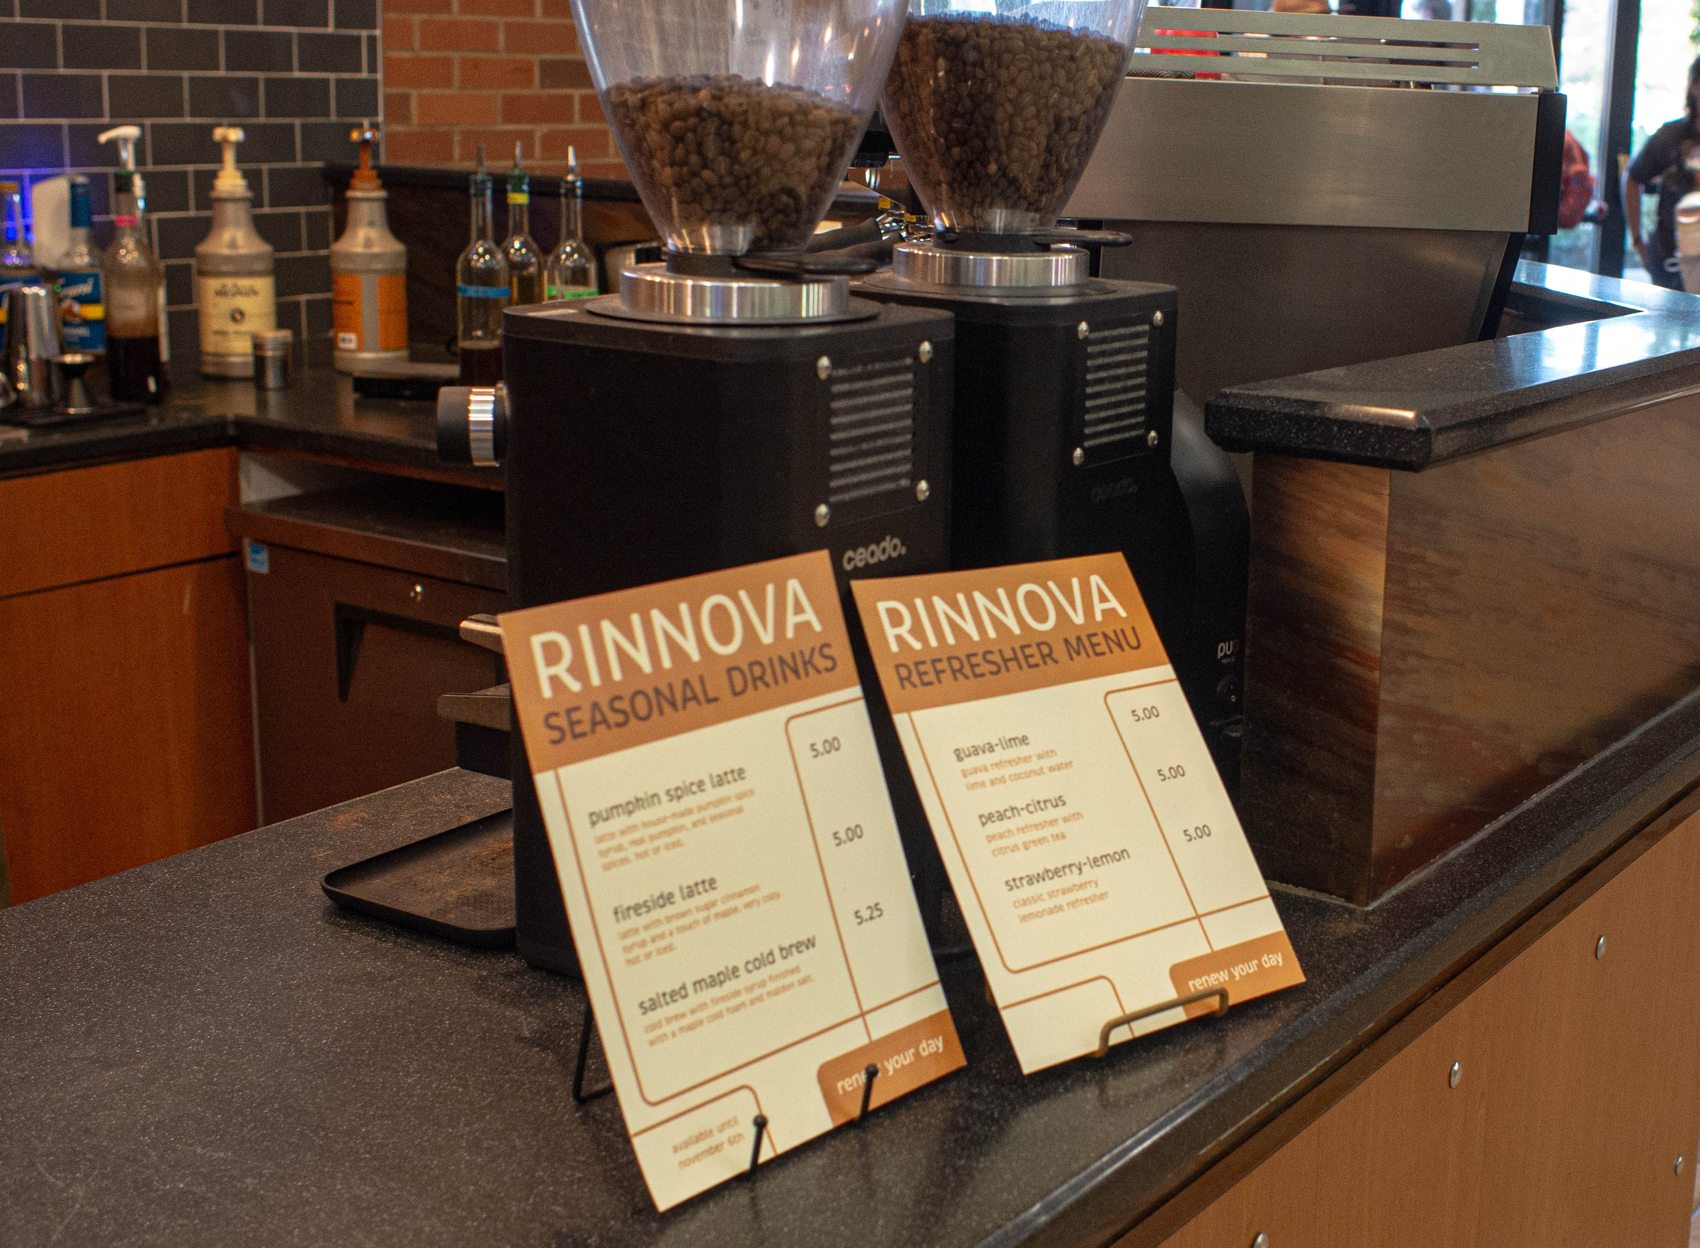 ceado.
ceado.
RINNOVA
SEASONAL DRINKS
pumpkin spice latte
latte with house-made pumpkin spice
syrup, real pumpkin, and seasonal
spices. hot or iced.
5.00
fireside latte
latte with brown sugar cinnamon
syrup and a touch of maple. very cozy.
hot or iced.
5.00
salted maple cold brew
cold brew with fireside syrup finished
with a maple cold foam and maldon salt.
5.25
renew your day
available until
november 6th
RINNOVA
REFRESHER MENU
guava-lime
guava refresher with
lime and coconut water
5.00
peach-citrus
peach refresher with
citrus green tea
5.00
strawberry-lemon
classic strawberry
lemonade refresher
5.00
renew your day